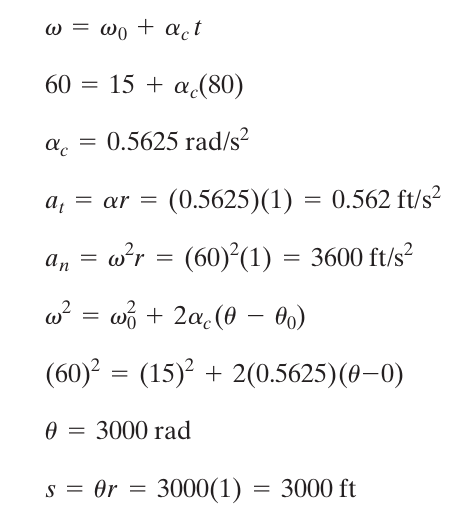 ω = ω₀ + α_c t
60 = 15 + α_c(80)
α_c = 0.5625 rad/s²
a_t = αr = (0.5625)(1) = 0.562 ft/s²
a_n = ω²r = (60)²(1) = 3600 ft/s²
ω² = ω₀² + 2α_c(θ − θ₀)
(60)² = (15)² + 2(0.5625)(θ−0)
θ = 3000 rad
s = θr = 3000(1) = 3000 ft